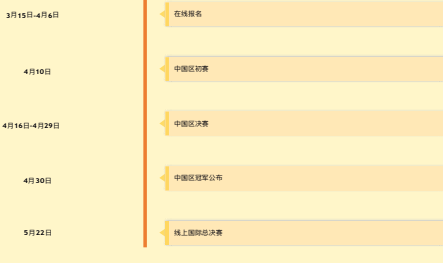 3月15日-4月6日
在线报名
4月10日
中国区初赛
4月16日-4月29日
中国区决赛
4月30日
中国区冠军公布
5月22日
线上国际总决赛